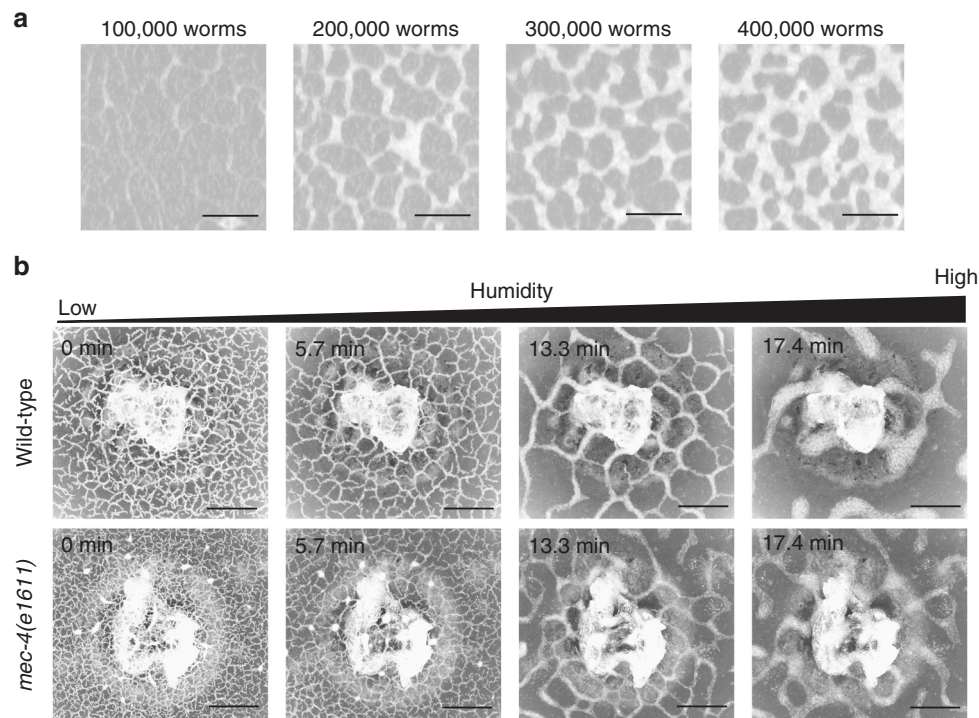 a
100,000 worms 200,000 worms 300,000 worms 400,000 worms
b
Low Humidity High
Wild-type
0 min 5.7 min 13.3 min 17.4 min
mec-4(e1611)
0 min 5.7 min 13.3 min 17.4 min